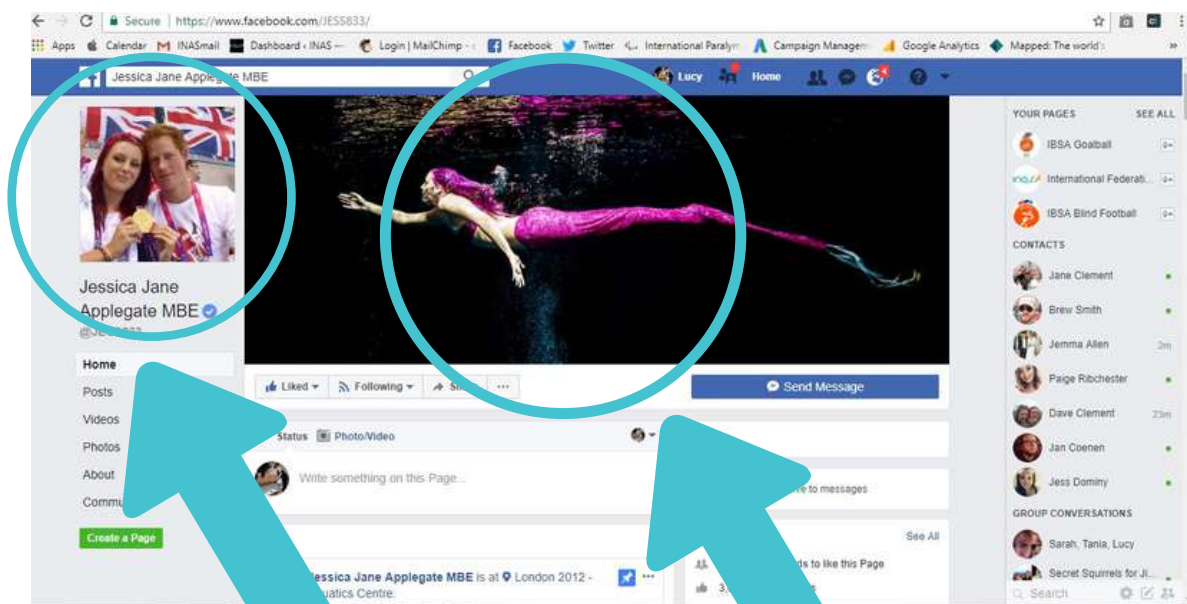 Secure | https://www.facebook.com/JESS833/
Apps Calendar INASmail Dashboard ‹ INAS — Login | MailChimp - Facebook Twitter International Paralym Campaign Managem Google Analytics Mapped: The world's »
Jessica Jane Applegate MBE Lucy Home
YOUR PAGES SEE ALL
IBSA Goalball
International Federati...
IBSA Blind Football
CONTACTS
Jane Clement
Brew Smith
Jemma Allen 2m
Paige Ribchester
Dave Clement 23m
Jan Coenen
Jess Dominy
GROUP CONVERSATIONS
Sarah, Tania, Lucy
Secret Squirrels for Ji...
Search
Jessica Jane
Applegate MBE
Home
Posts
Videos
Photos
About
Commu
Create a Page
Liked Following ...
Send Message
Status Photo/Video
Write something on this Page...
to messages
See All
ds to like this Page
Jessica Jane Applegate MBE is at London 2012 -
uatics Centre.